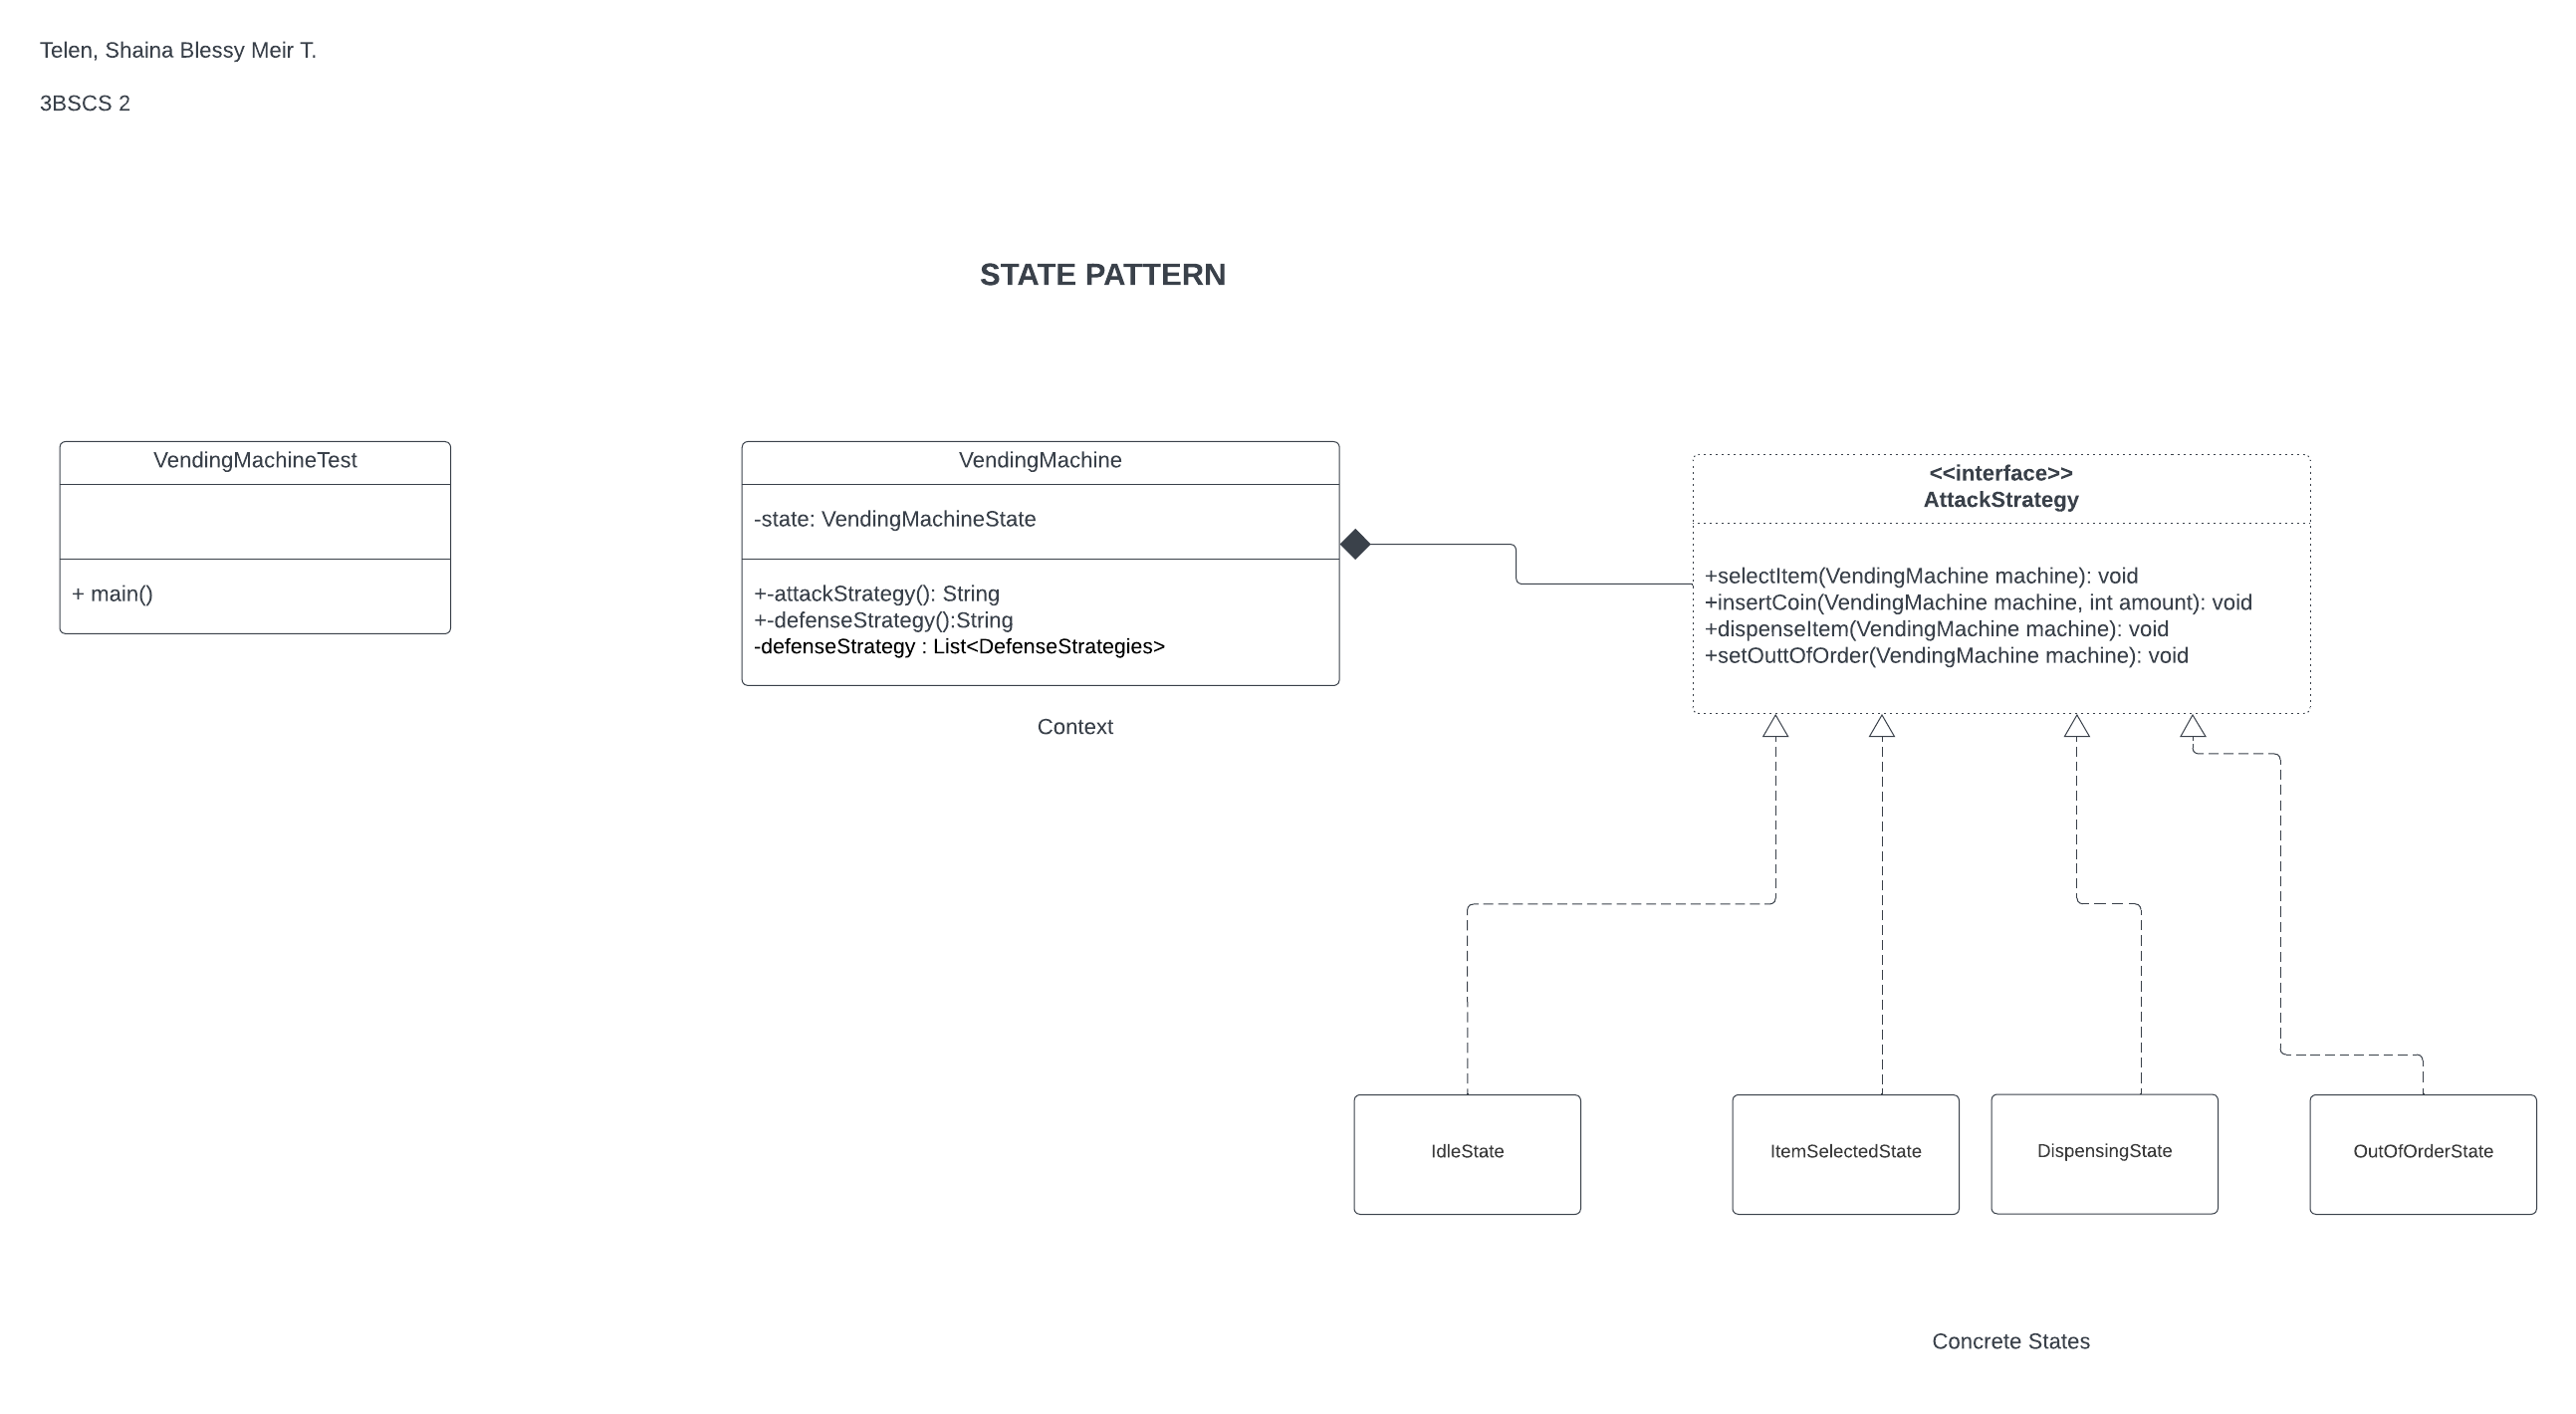 Telen, Shaina Blessy Meir T.
3BSCS 2
STATE PATTERN
VendingMachineTest
+ main()
VendingMachine
-state: VendingMachineState
+-attackStrategy(): String
+-defenseStrategy():String
-defenseStrategy : List<DefenseStrategies>
Context
<<interface>>
AttackStrategy
+selectItem(VendingMachine machine): void
+insertCoin(VendingMachine machine, int amount): void
+dispenseItem(VendingMachine machine): void
+setOuttOfOrder(VendingMachine machine): void
IdleState
ItemSelectedState
DispensingState
OutOfOrderState
Concrete States